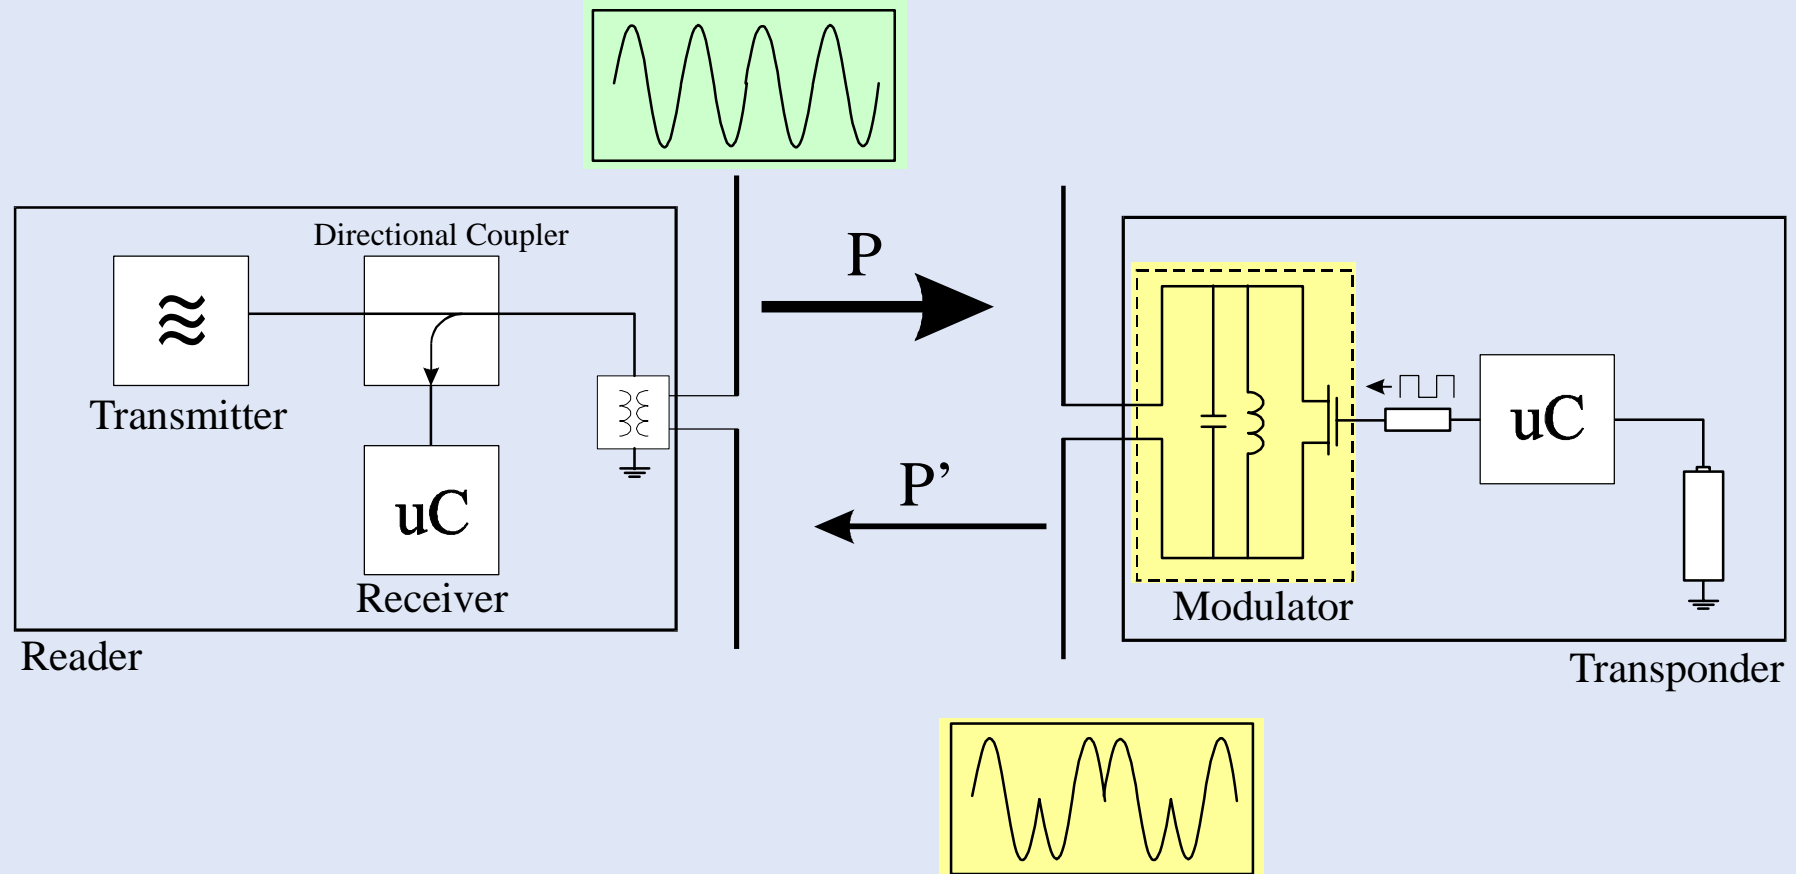 Directional Coupler
P
Transmitter
uC
uC
P’
Receiver
Modulator
Reader
Transponder